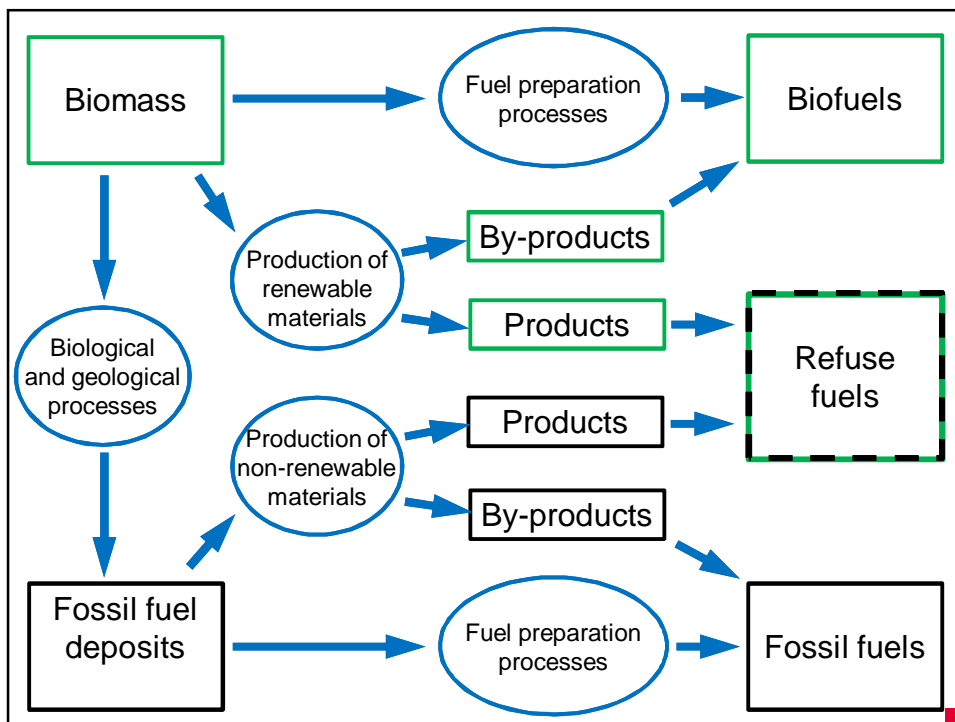 Biomass
Fuel preparation
processes
Biofuels
By-products
Production of
renewable
materials
Products
Biological
and geological
processes
Refuse
fuels
Products
Production of
non-renewable
materials
By-products
Fossil fuel
deposits
Fuel preparation
processes
Fossil fuels